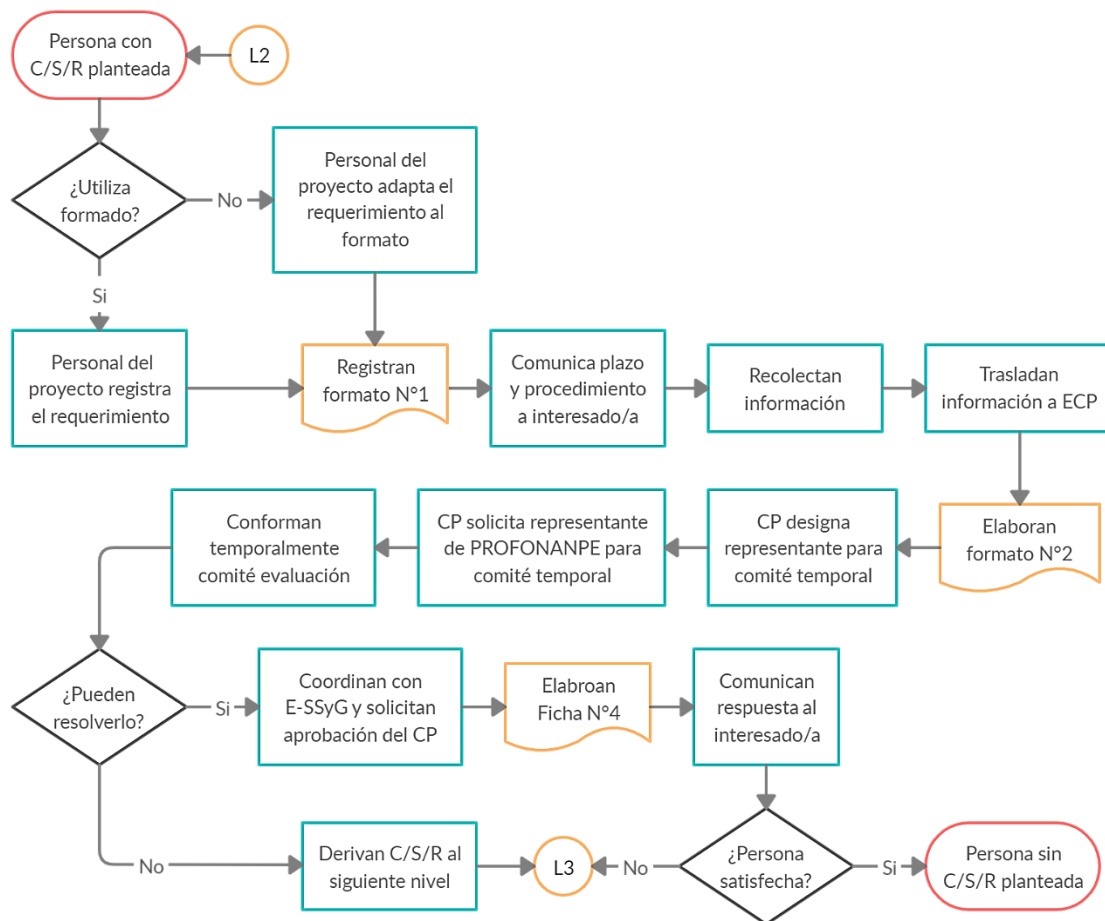 Persona con
C/S/R planteada
L2
¿Utiliza
formado?
No
Personal del
proyecto adapta el
requerimiento al
formato
Si
Personal del
proyecto registra
el requerimiento
Registran
formato N°1
Comunica plazo
y procedimiento
a interesado/a
Recolectan
información
Trasladan
información a ECP
Conforman
temporalmente
comité evaluación
CP solicita representante
de PROFONANPE para
comité temporal
CP designa
representante para
comité temporal
Elaboran
formato N°2
¿Pueden
resolverlo?
Si
Coordinan con
E-SSyG y solicitan
aprobación del CP
Elabroan
Ficha N°4
Comunican
respuesta al
interesado/a
No
Derivan C/S/R al
siguiente nivel
L3
No
¿Persona
satisfecha?
Si
Persona sin
C/S/R planteada